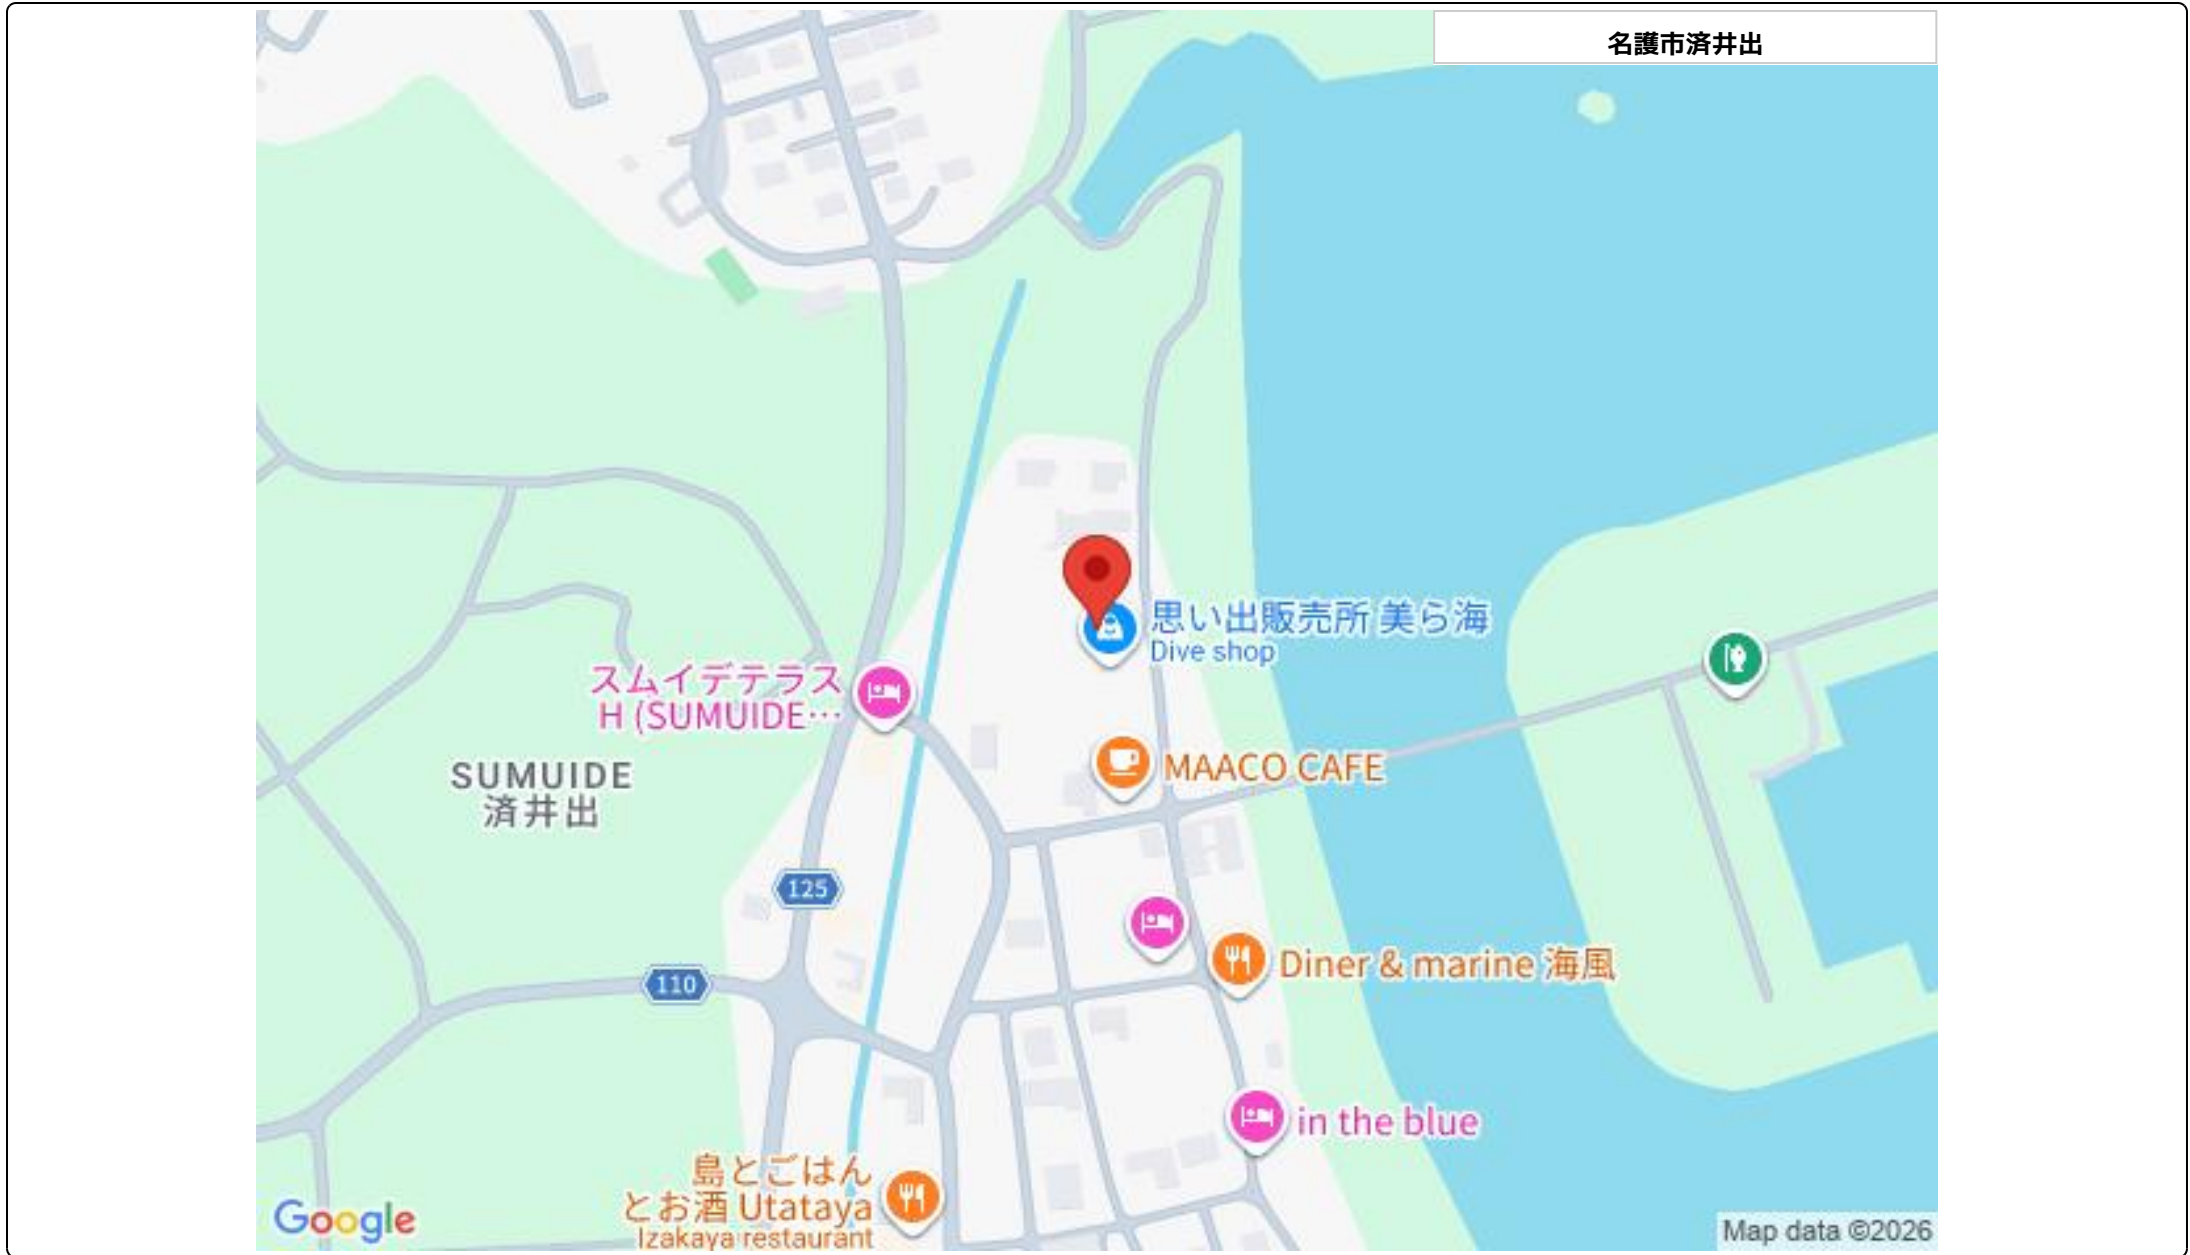 名護市済井出
思い出販売所 美ら海
Dive shop
スムイデテラス
H (SUMUIDE…
SUMUIDE
済井出
MAACO CAFE
125
Diner & marine 海風
110
in the blue
島とごはん
とお酒 Utataya
Izakaya restaurant
Google
Map data ©2026